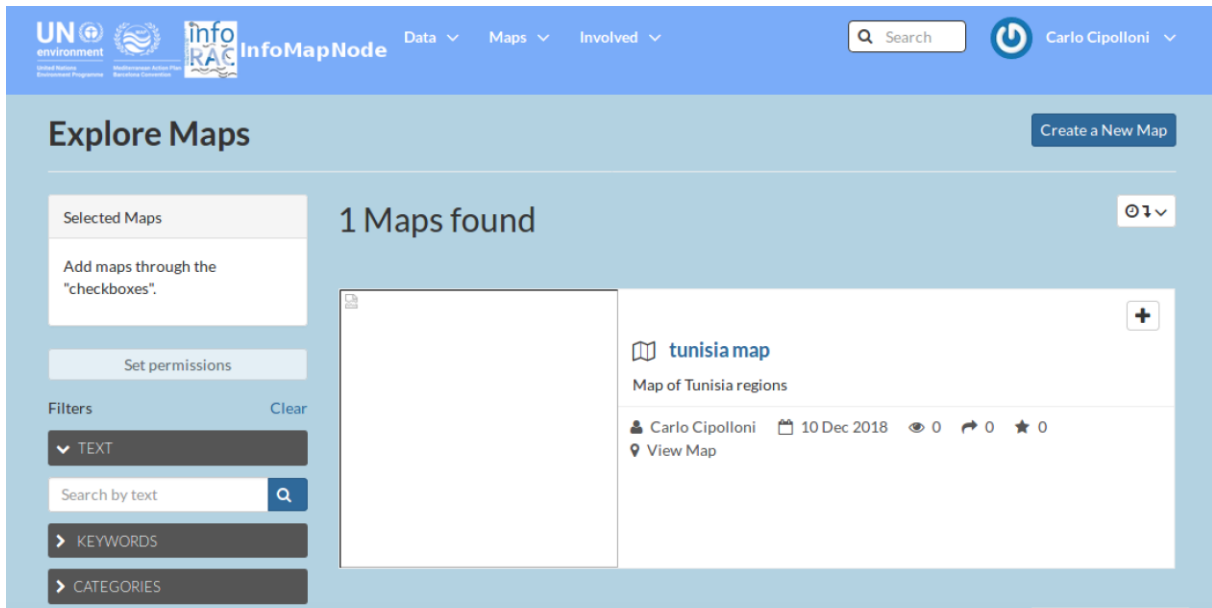 UN
environment
United Nations
Environment Programme
Mediterranean Action Plan
Barcelona Convention
info
RAC
InfoMapNode
Data
Maps
Involved
Search
Carlo Cipolloni
Explore Maps
Create a New Map
Selected Maps
Add maps through the
"checkboxes".
Set permissions
Filters
Clear
TEXT
Search by text
KEYWORDS
CATEGORIES
1 Maps found
tunisia map
Map of Tunisia regions
Carlo Cipolloni 10 Dec 2018 0 0 0
View Map